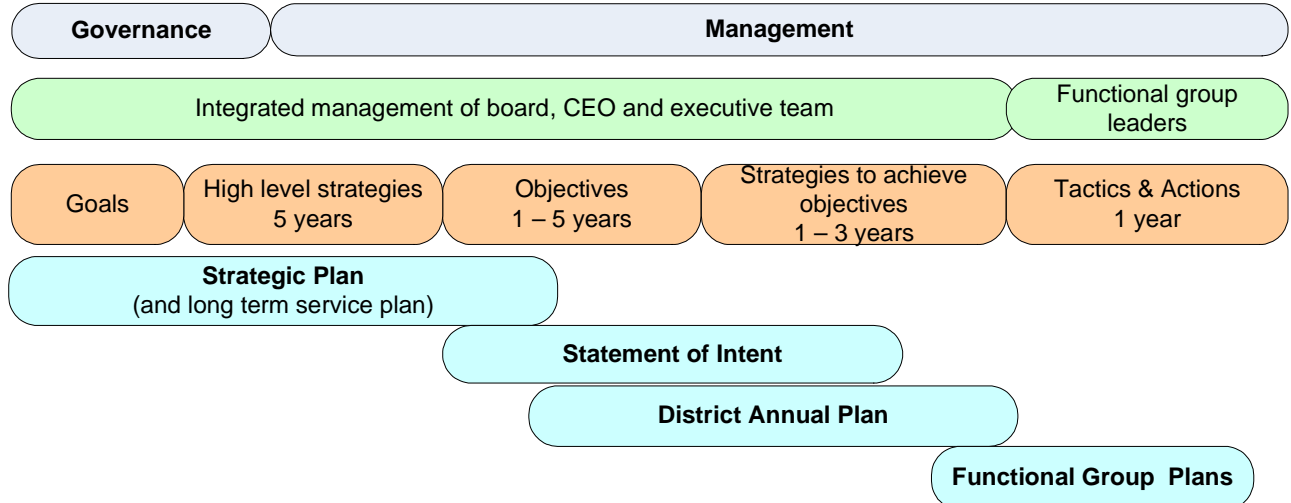 Governance
Management
Integrated management of board, CEO and executive team
Functional group
leaders
Goals
High level strategies
5 years
Objectives
1 – 5 years
Strategies to achieve
objectives
1 – 3 years
Tactics & Actions
1 year
Strategic Plan
(and long term service plan)
Statement of Intent
District Annual Plan
Functional Group Plans